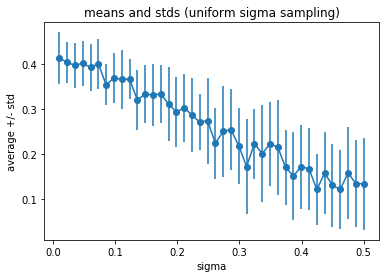 means and stds (uniform sigma sampling)
average +/- std
0.4
0.3
0.2
0.1
0.0 0.1 0.2 0.3 0.4 0.5
sigma